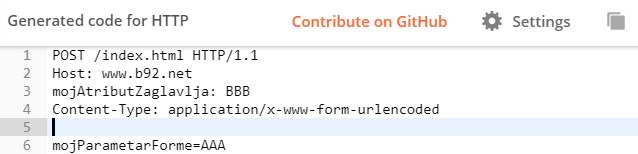 Generated code for HTTP Contribute on GitHub Settings
1 POST /index.html HTTP/1.1
2 Host: www.b92.net
3 mojAtributZaglavlja: BBB
4 Content-Type: application/x-www-form-urlencoded
5
6 mojParametarForme=AAA